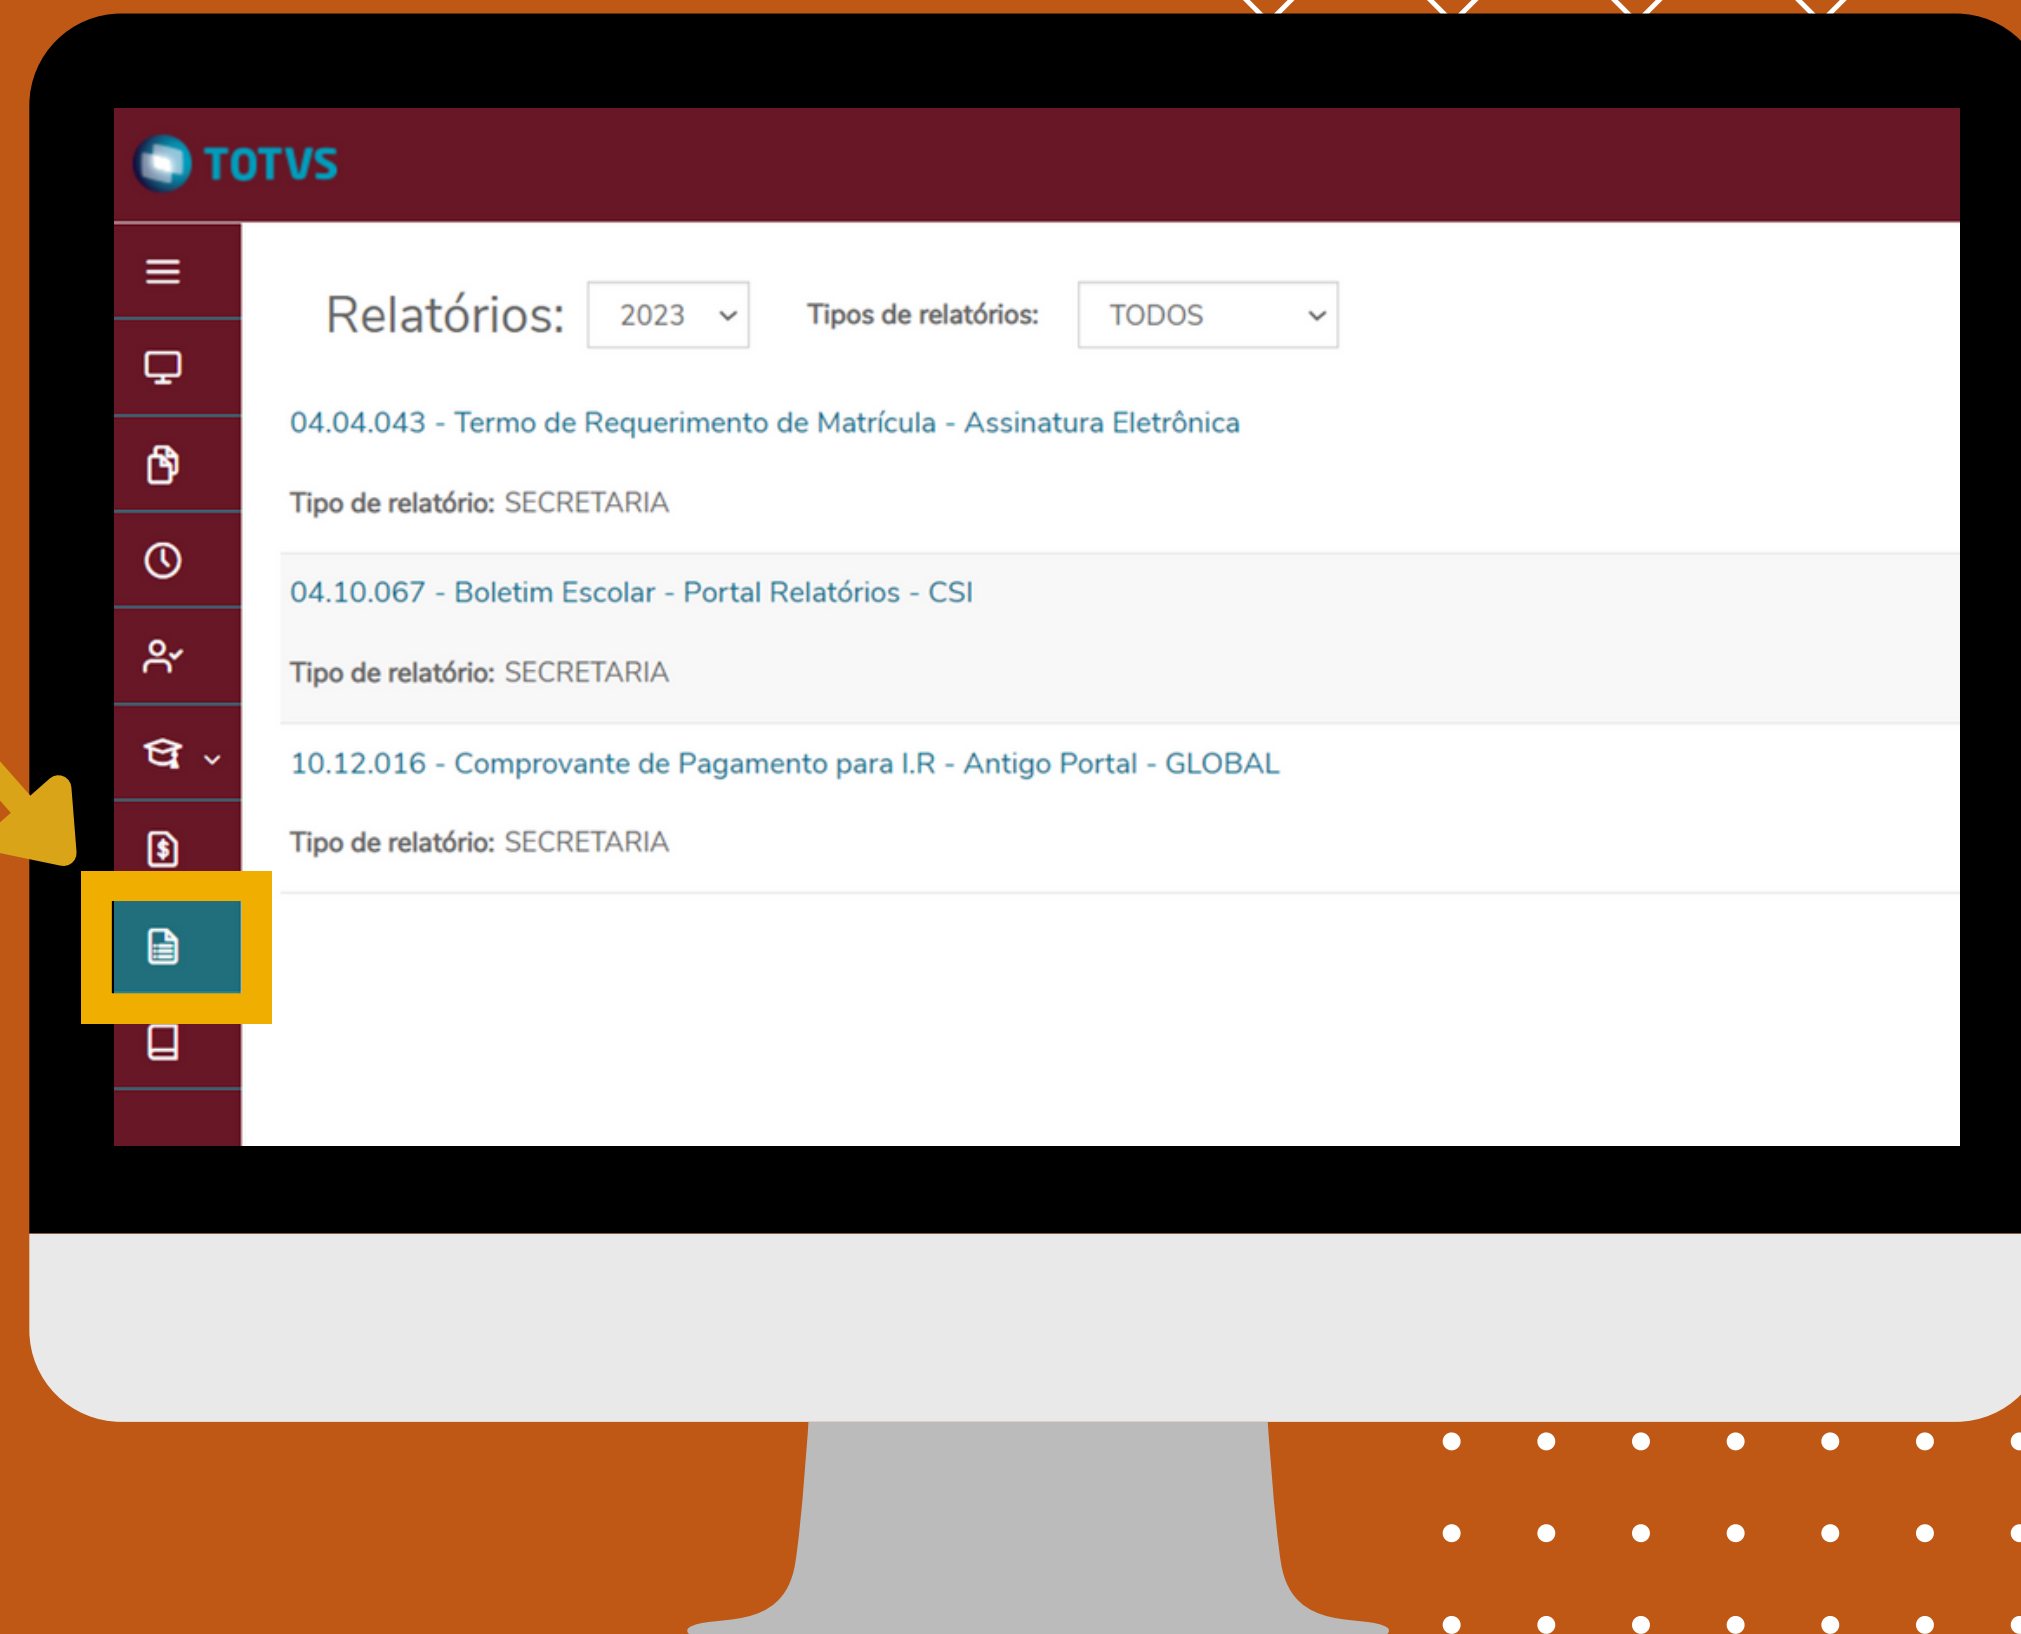 TOTVS
Relatórios: 2023 Tipos de relatórios: TODOS
04.04.043 - Termo de Requerimento de Matrícula - Assinatura Eletrônica
Tipo de relatório: SECRETARIA
04.10.067 - Boletim Escolar - Portal Relatórios - CSI
Tipo de relatório: SECRETARIA
10.12.016 - Comprovante de Pagamento para I.R - Antigo Portal - GLOBAL
Tipo de relatório: SECRETARIA